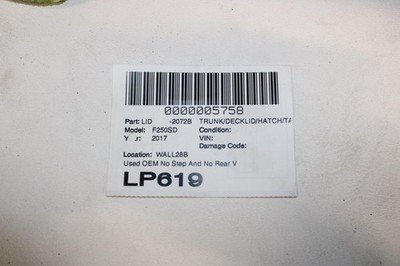 0000005758
Part: LID -2072B TRUNK/DECKLID/HATCH/TA
Model: F250SD Condition:
Y r: 2017 VIN:
Damage Code:
Location: WALL28B
Used OEM No Step And No Rear V
LP619